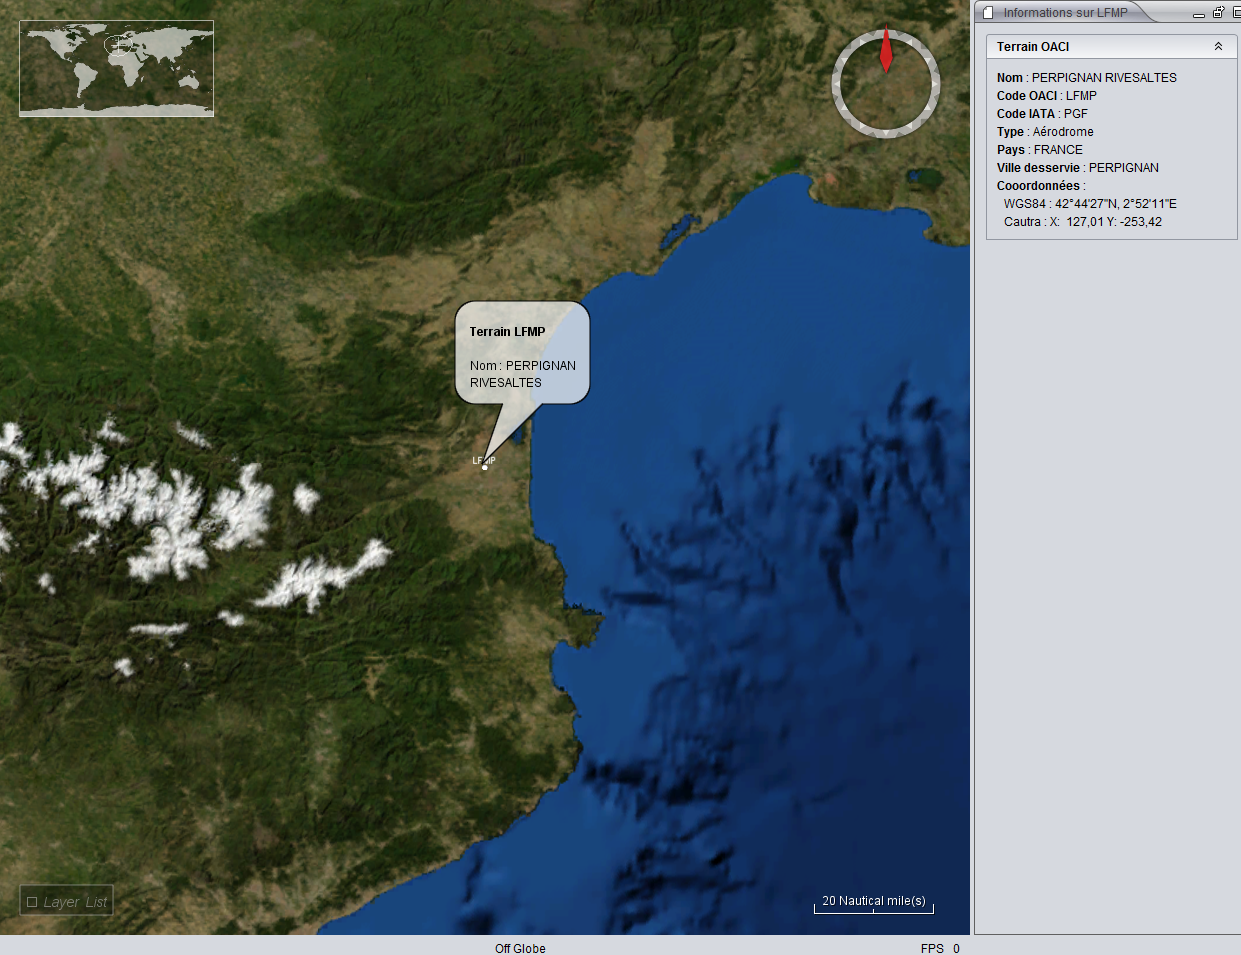 Informations sur LFMP
Terrain OACI
Nom : PERPIGNAN RIVESALTES
Code OACI : LFMP
Code IATA : PGF
Type : Aérodrome
Pays : FRANCE
Ville desservie : PERPIGNAN
Cooordonnées :
WGS84 : 42°44'27"N, 2°52'11"E
Cautra : X: 127,01 Y: -253,42
Terrain LFMP
Nom : PERPIGNAN
RIVESALTES
LFMP
Layer List
20 Nautical mile(s)
Off Globe
FPS 0